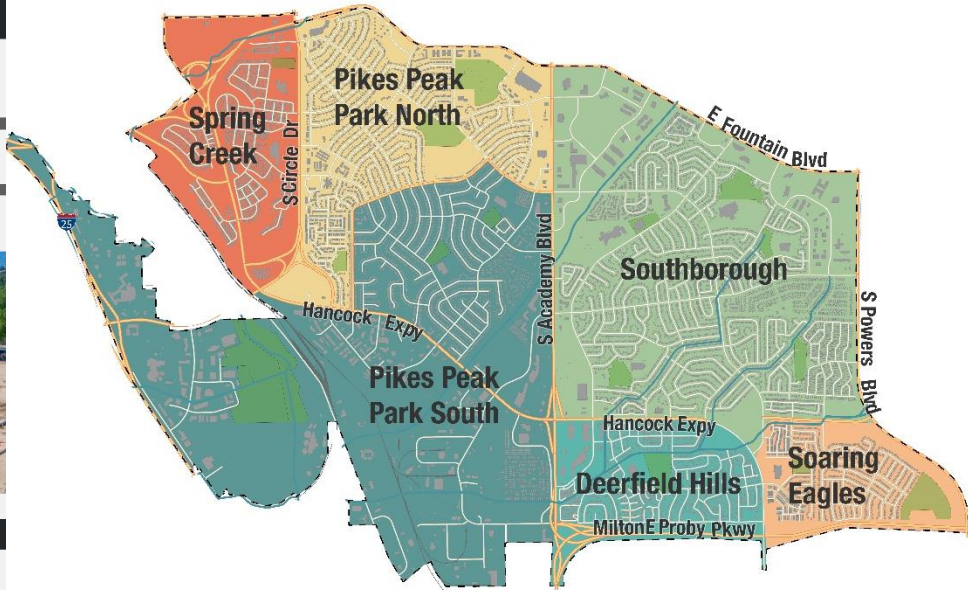 Pikes Peak
Park North
Spring
Creek
S Circle Dr
E Fountain Blvd
25
S Academy Blvd
Southborough
S Powers Blvd
Hancock Expy
Pikes Peak
Park South
Hancock Expy
Soaring
Eagles
Deerfield Hills
MiltonE Proby Pkwy